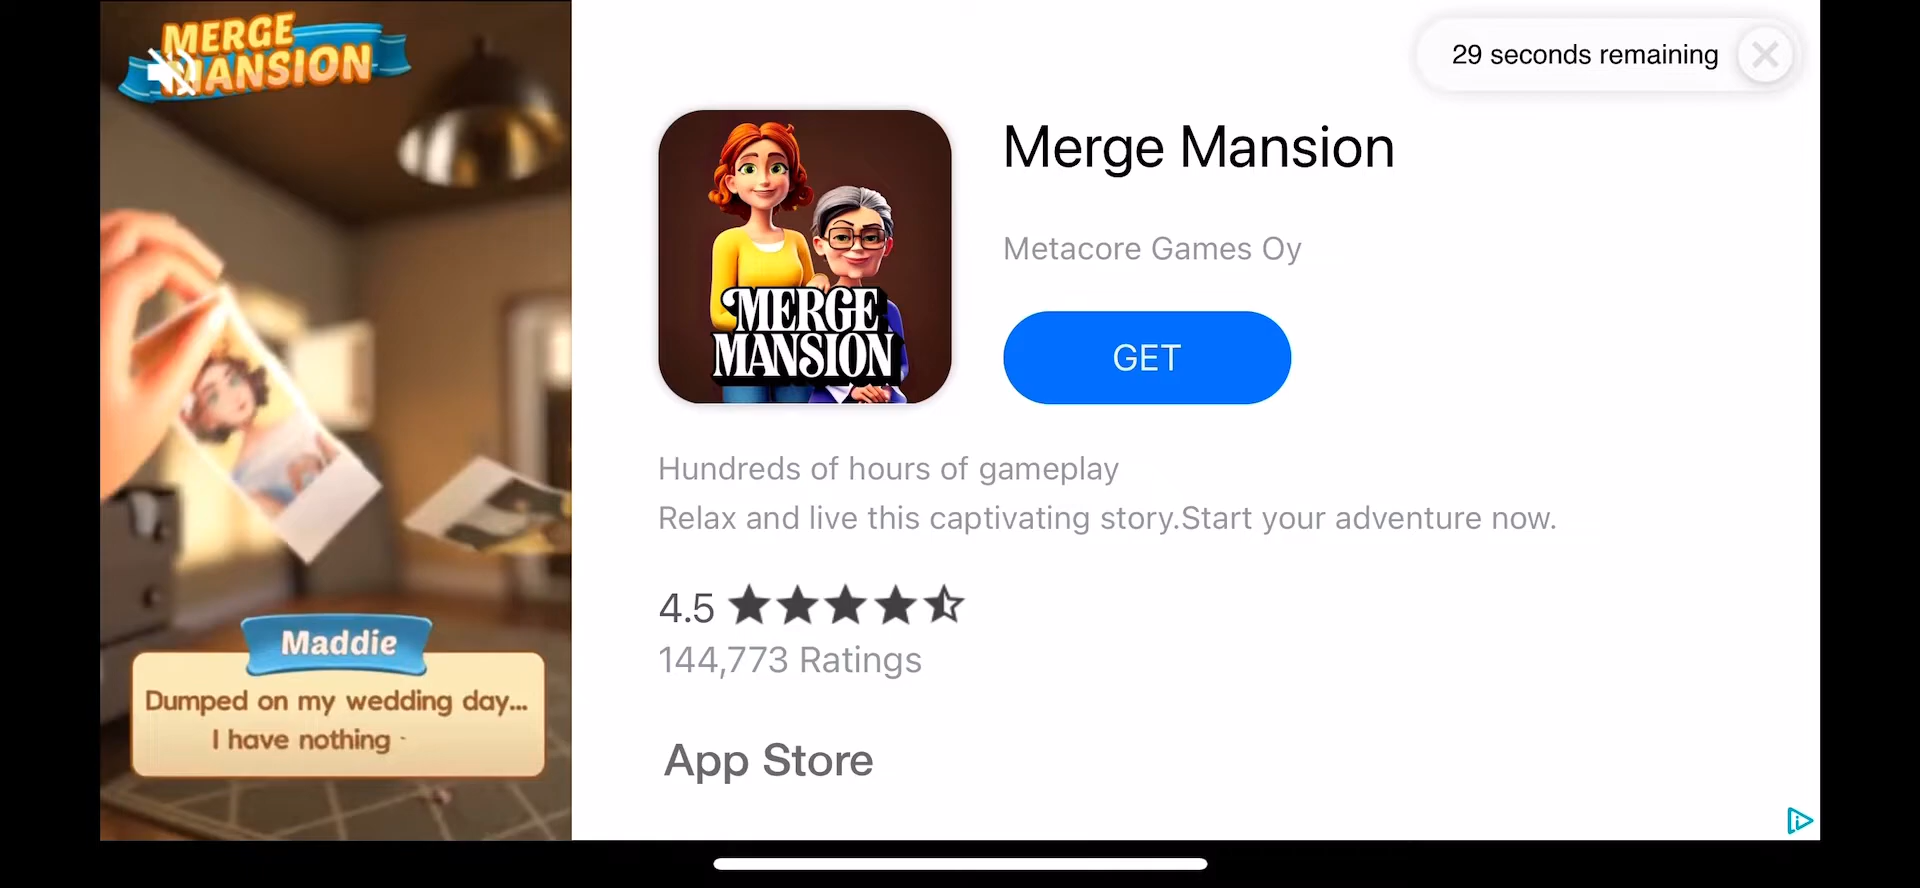 MERGE
MANSION
Maddie
Dumped on my wedding day...
I have nothing -
29 seconds remaining
MERGE
MANSION
Merge Mansion
Metacore Games Oy
GET
Hundreds of hours of gameplay
Relax and live this captivating story.Start your adventure now.
4.5
144,773 Ratings
App Store